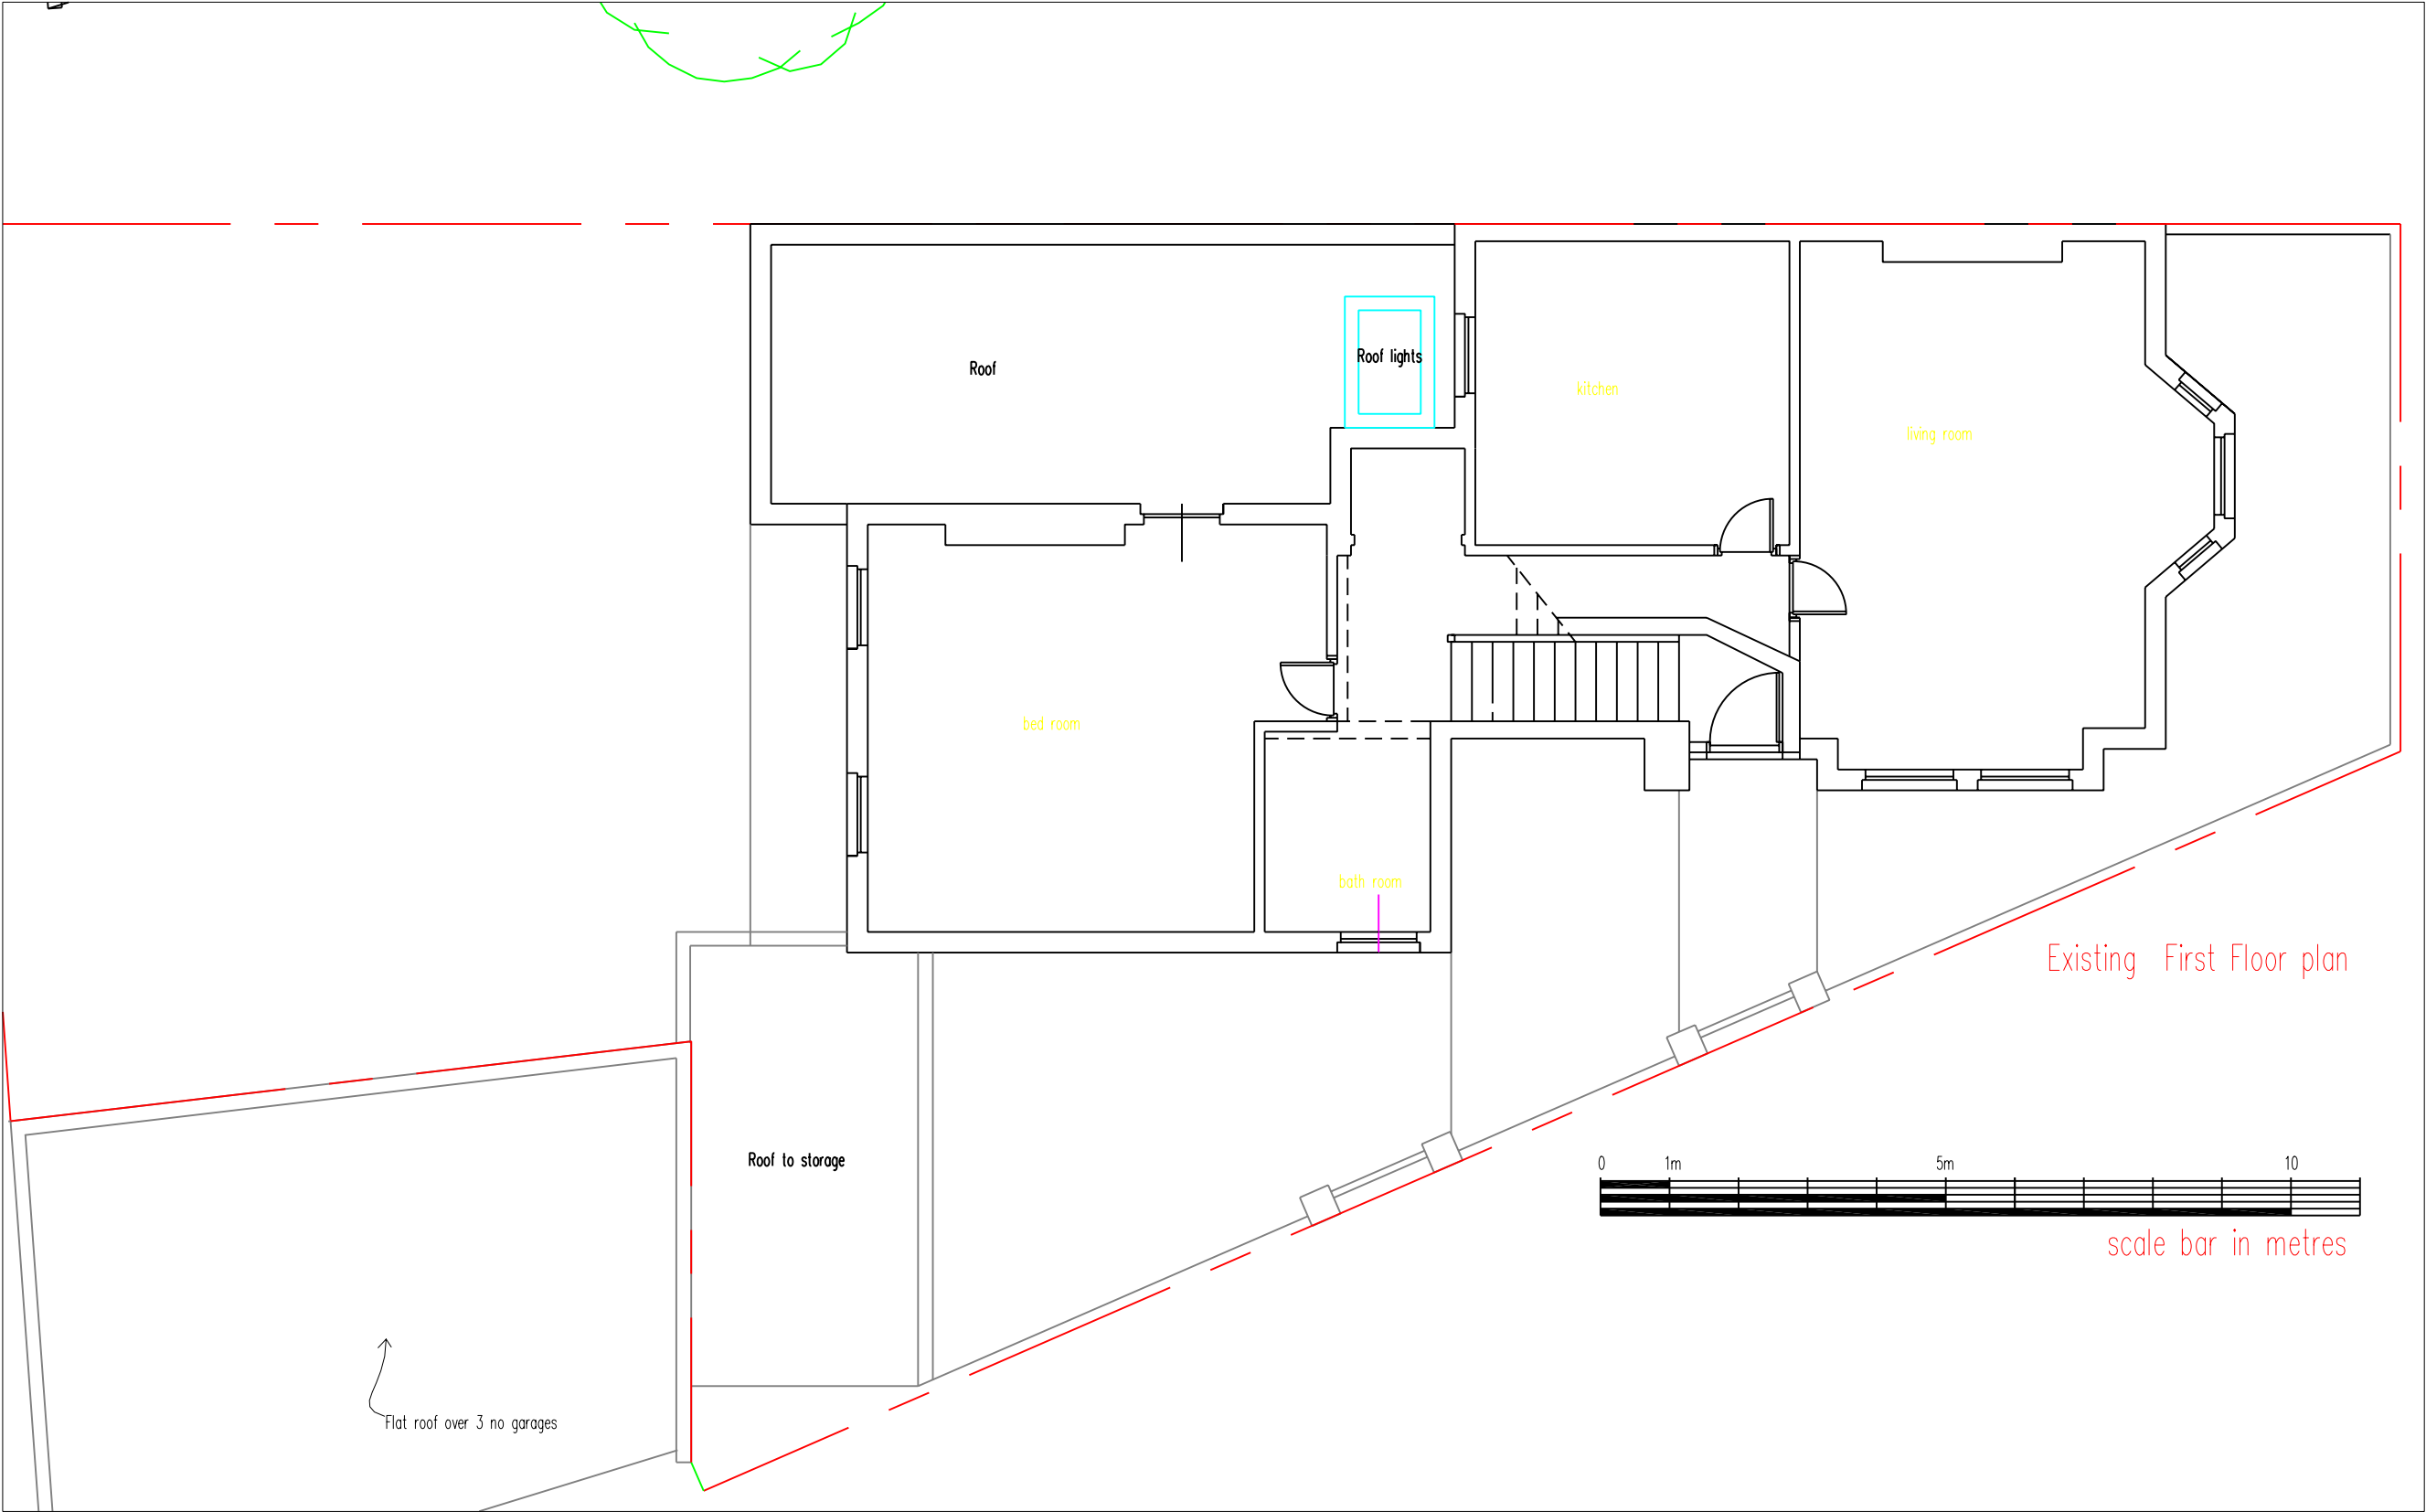 Roof lights
Roof
kitchen
living room
bed room
bath room
Existing First Floor plan
Roof to storage
0 1m 5m 10
scale bar in metres
Flat roof over 3 no garages